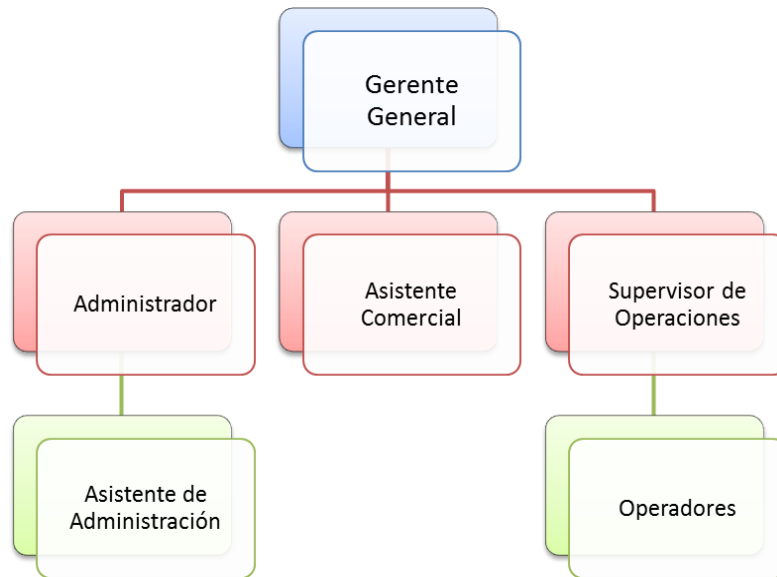 Gerente
General
Administrador
Asistente
Comercial
Supervisor de
Operaciones
Asistente de
Administración
Operadores